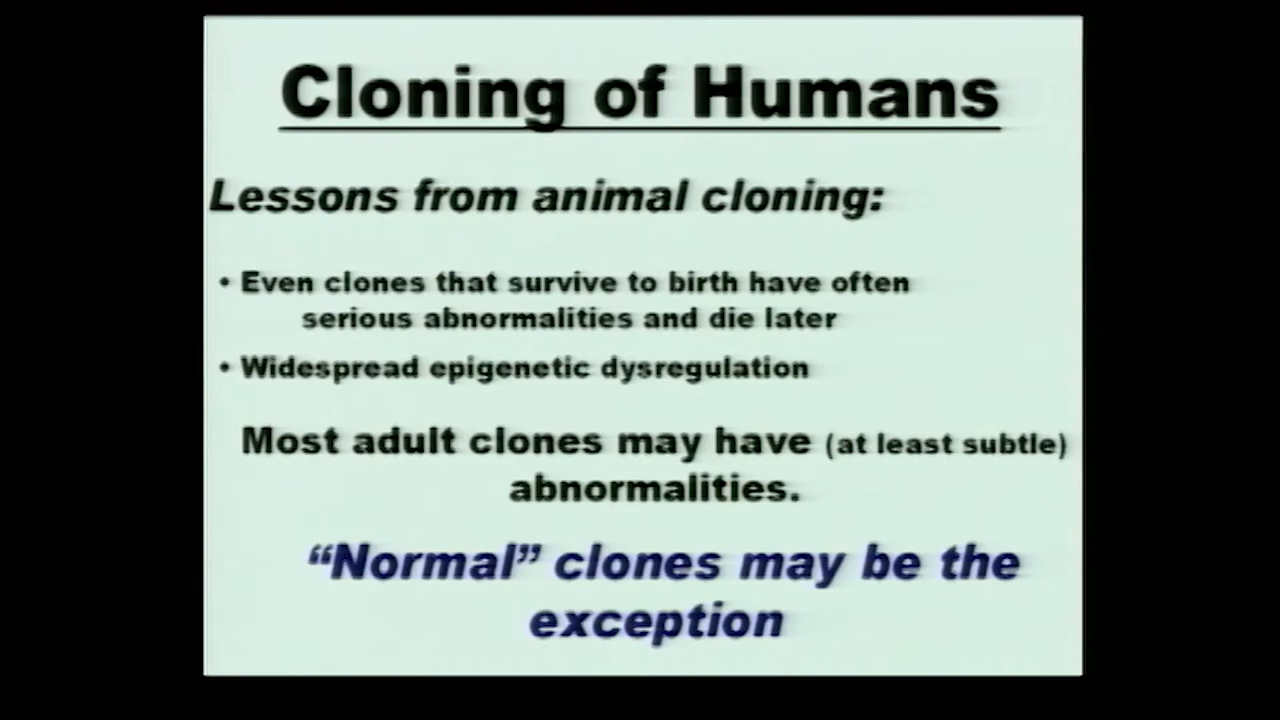 Cloning of Humans
Lessons from animal cloning:
• Even clones that survive to birth have often
serious abnormalities and die later
• Widespread epigenetic dysregulation
Most adult clones may have (at least subtle)
abnormalities.
“Normal” clones may be the
exception